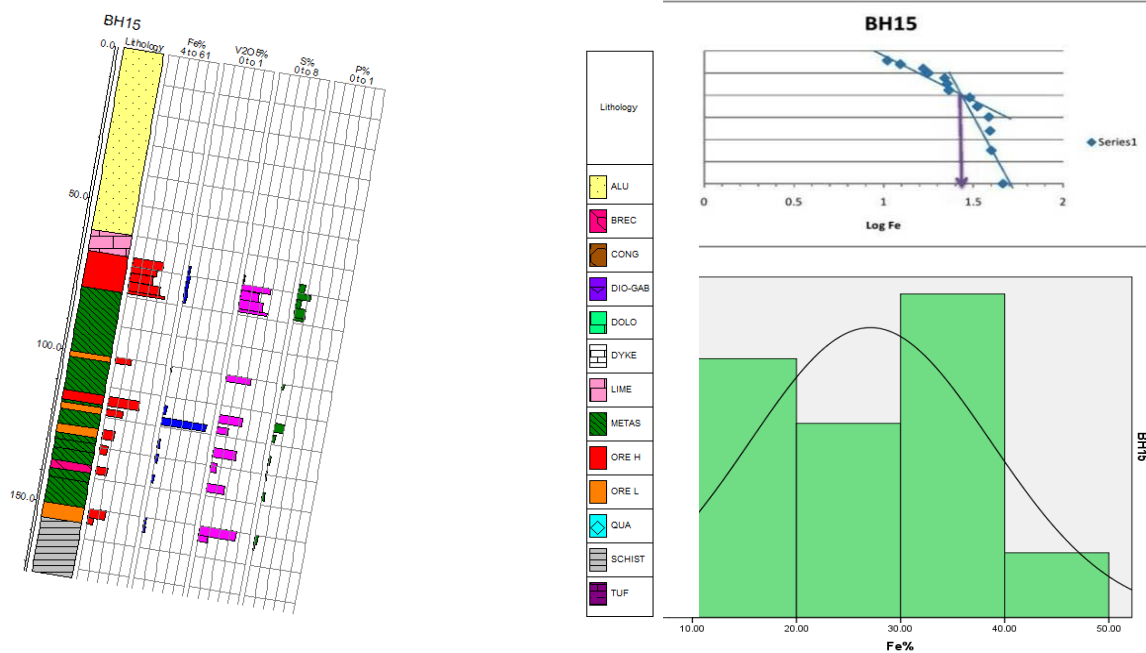 BH15
Lithology
Fe%
4 to 61
V2O5%
0 to 1
S%
0 to 8
P%
0 to 1
0.0
50.0
100.0
150.0
Lithology
ALU
BREC
CONG
DIO-GAB
DOLO
DYKE
LIME
METAS
ORE H
ORE L
QUA
SCHIST
TUF
BH15
Series1
0 0.5 1 1.5 2
Log Fe
BH15
10.00 20.00 30.00 40.00 50.00
Fe%